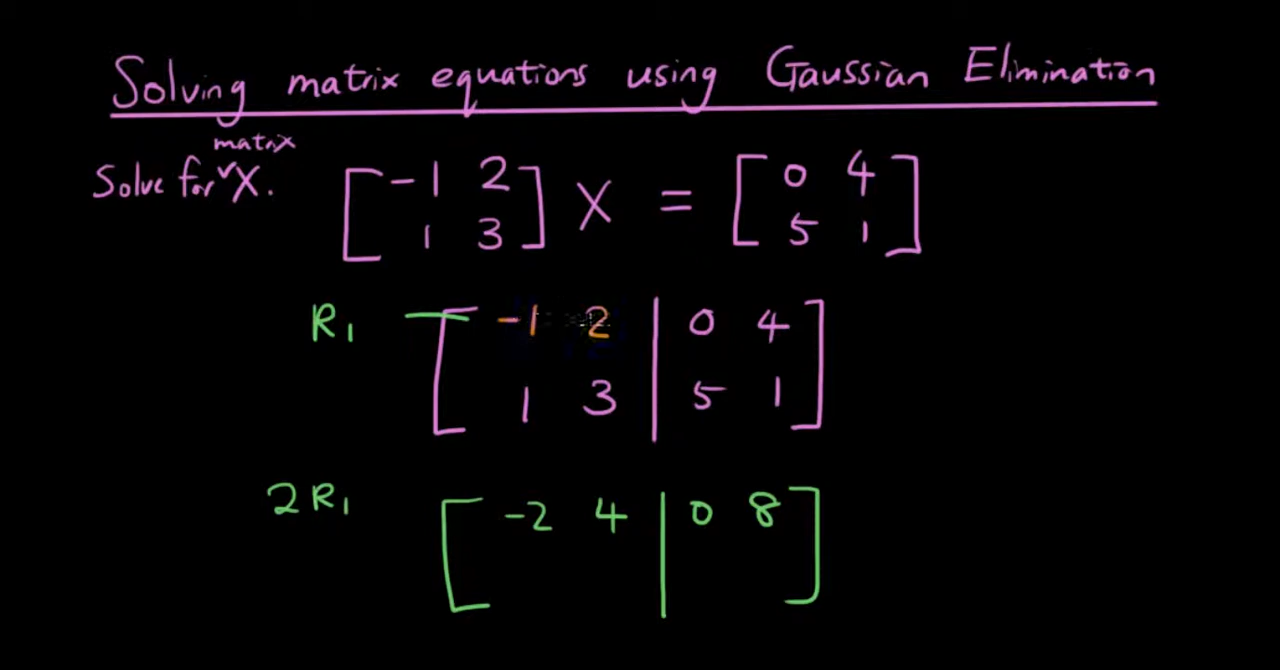 Solving matrix equations using Gaussian Elimination
matrix
Solve for X. [ -1 2 ] X = [ 0 4 ]
1 3 5 1
R1 [ -1 2 | 0 4 ]
1 3 | 5 1
2R1 [ -2 4 | 0 8 ]